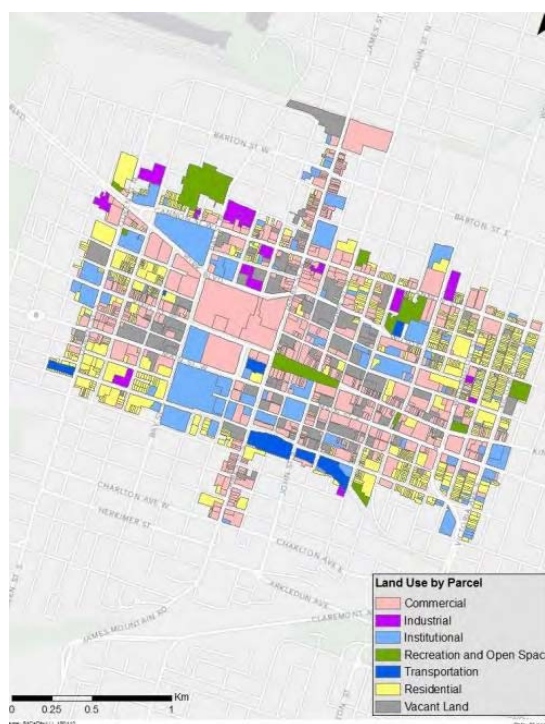 JAMES ST
JOHN ST N
BARTON ST W
BARTON ST E
CHARLTON AVE W
HERKIMER ST
JOHN ST
CHARLTON AVE E
ARKLEDUN AVE
JAMES MOUNTAIN RD
CLAREMONT A
Land Use by Parcel
Commercial
Industrial
Institutional
Recreation and Open Spac
Transportation
Residential
Vacant Land
Km
0 0.25 0.5 1